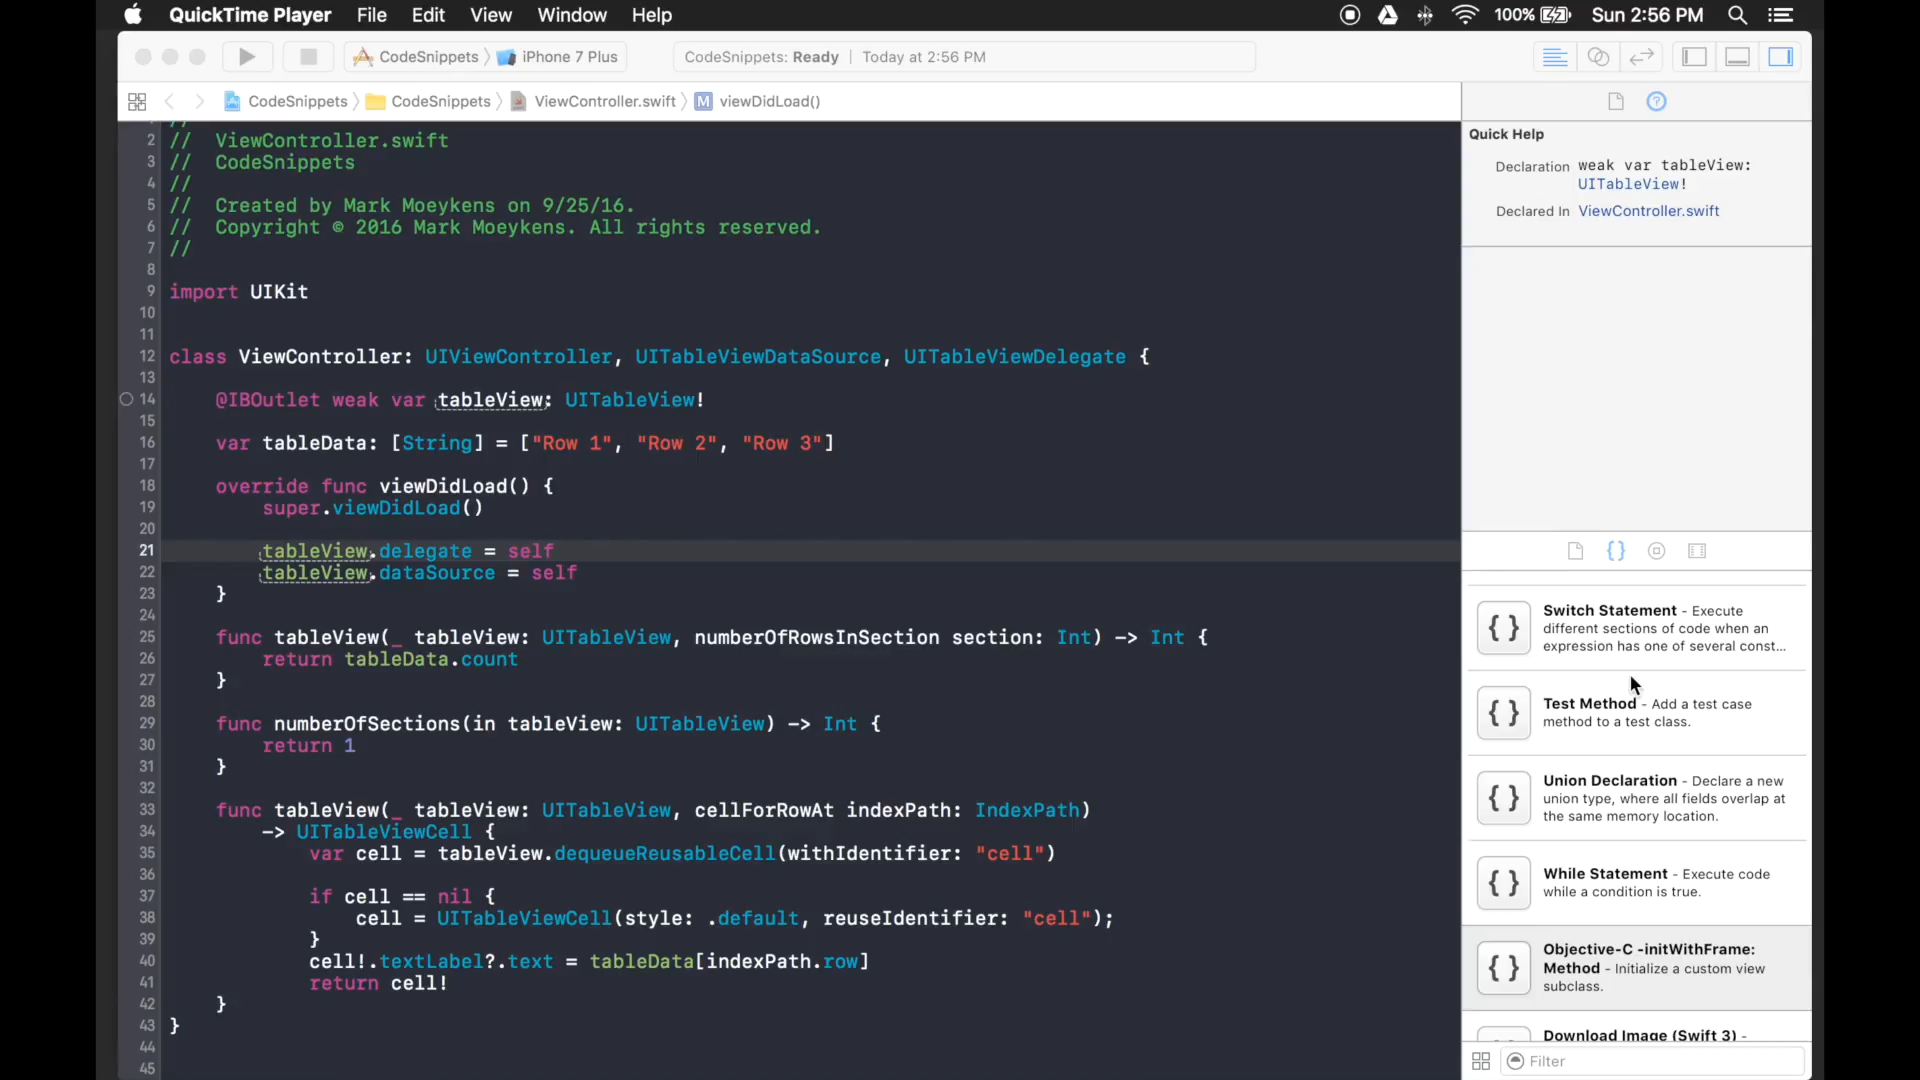 QuickTime Player File Edit View Window Help 100% Sun 2:56 PM
CodeSnippets iPhone 7 Plus CodeSnippets: Ready | Today at 2:56 PM
CodeSnippets CodeSnippets ViewController.swift M viewDidLoad()
//
2 // ViewController.swift
3 // CodeSnippets
4 //
5 // Created by Mark Moeykens on 9/25/16.
6 // Copyright © 2016 Mark Moeykens. All rights reserved.
7 //
8
9 import UIKit
10
11
12 class ViewController: UIViewController, UITableViewDataSource, UITableViewDelegate {
13
14 @IBOutlet weak var tableView: UITableView!
15
16 var tableData: [String] = ["Row 1", "Row 2", "Row 3"]
17
18 override func viewDidLoad() {
19 super.viewDidLoad()
20
21 tableView.delegate = self
22 tableView.dataSource = self
23 }
24
25 func tableView(_ tableView: UITableView, numberOfRowsInSection section: Int) -> Int {
26 return tableData.count
27 }
28
29 func numberOfSections(in tableView: UITableView) -> Int {
30 return 1
31 }
32
33 func tableView(_ tableView: UITableView, cellForRowAt indexPath: IndexPath)
34 -> UITableViewCell {
35 var cell = tableView.dequeueReusableCell(withIdentifier: "cell")
36
37 if cell == nil {
38 cell = UITableViewCell(style: .default, reuseIdentifier: "cell");
39 }
40 cell!.textLabel?.text = tableData[indexPath.row]
41 return cell!
42 }
43 }
44
45
Quick Help
Declaration weak var tableView:
UITableView!
Declared In ViewController.swift
{ }
{ } Switch Statement - Execute
different sections of code when an
expression has one of several const...
{ } Test Method - Add a test case
method to a test class.
{ } Union Declaration - Declare a new
union type, where all fields overlap at
the same memory location.
{ } While Statement - Execute code
while a condition is true.
{ } Objective-C -initWithFrame:
Method - Initialize a custom view
subclass.
Download Image (Swift 3) -
Filter